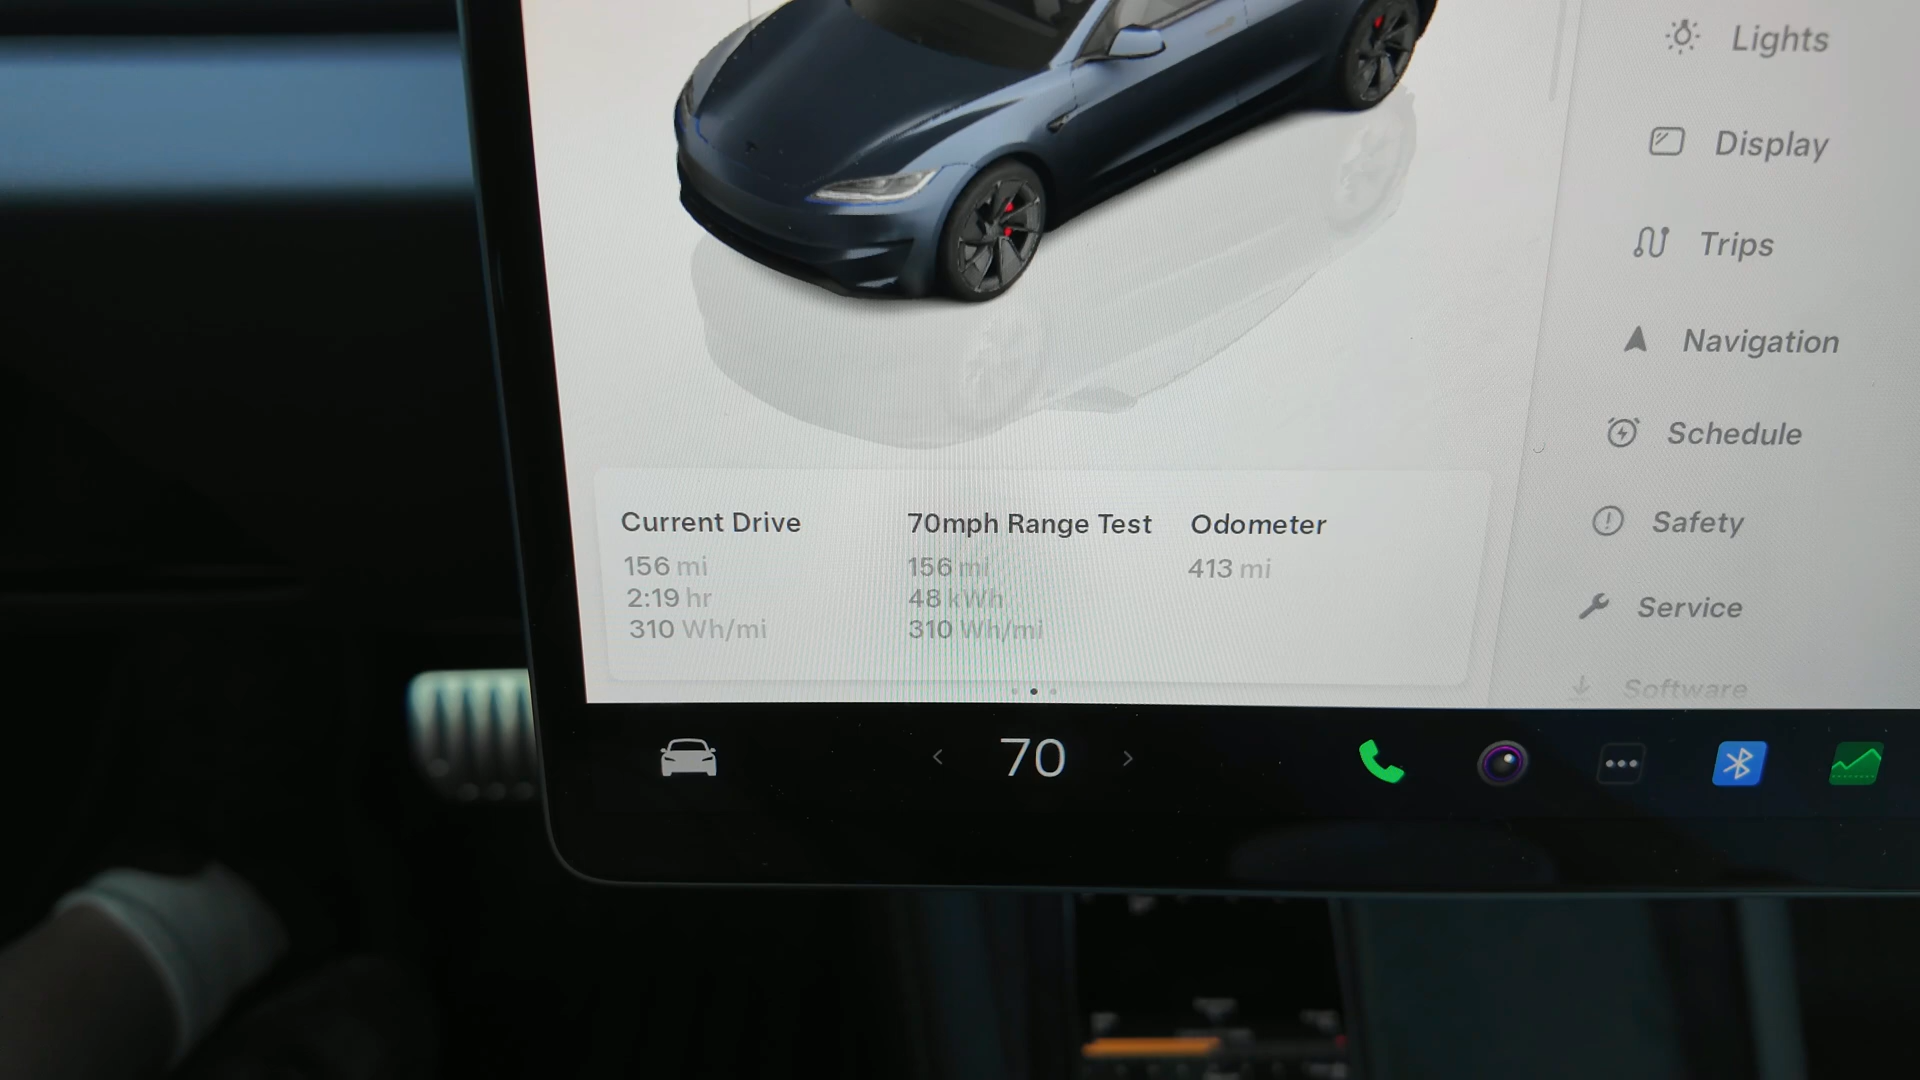 Lights
Display
Trips
Navigation
Schedule
Safety
Service
Software
Current Drive
156 mi
2:19 hr
310 Wh/mi
70mph Range Test
156 mi
48 kWh
310 Wh/mi
Odometer
413 mi
70